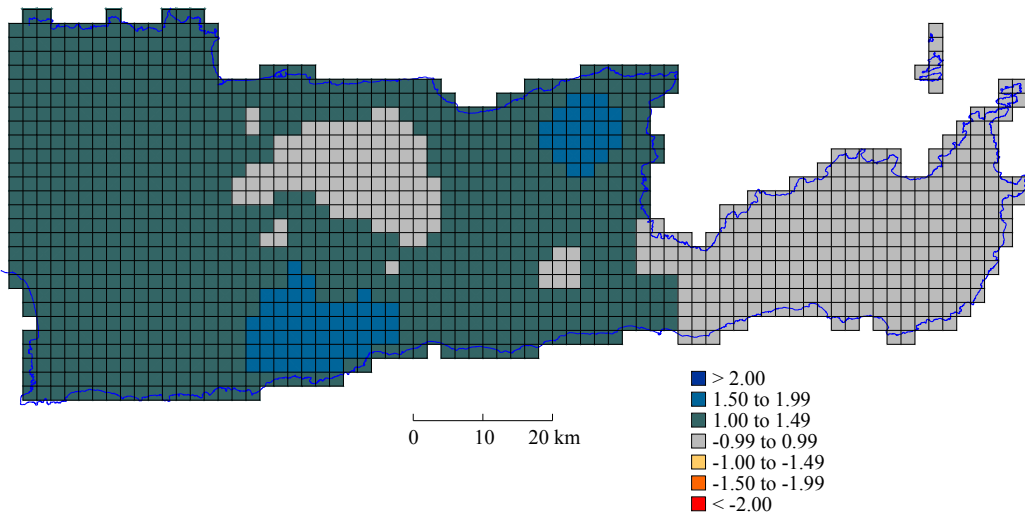 > 2.00
1.50 to 1.99
1.00 to 1.49
-0.99 to 0.99
-1.00 to -1.49
-1.50 to -1.99
< -2.00
0 10 20 km